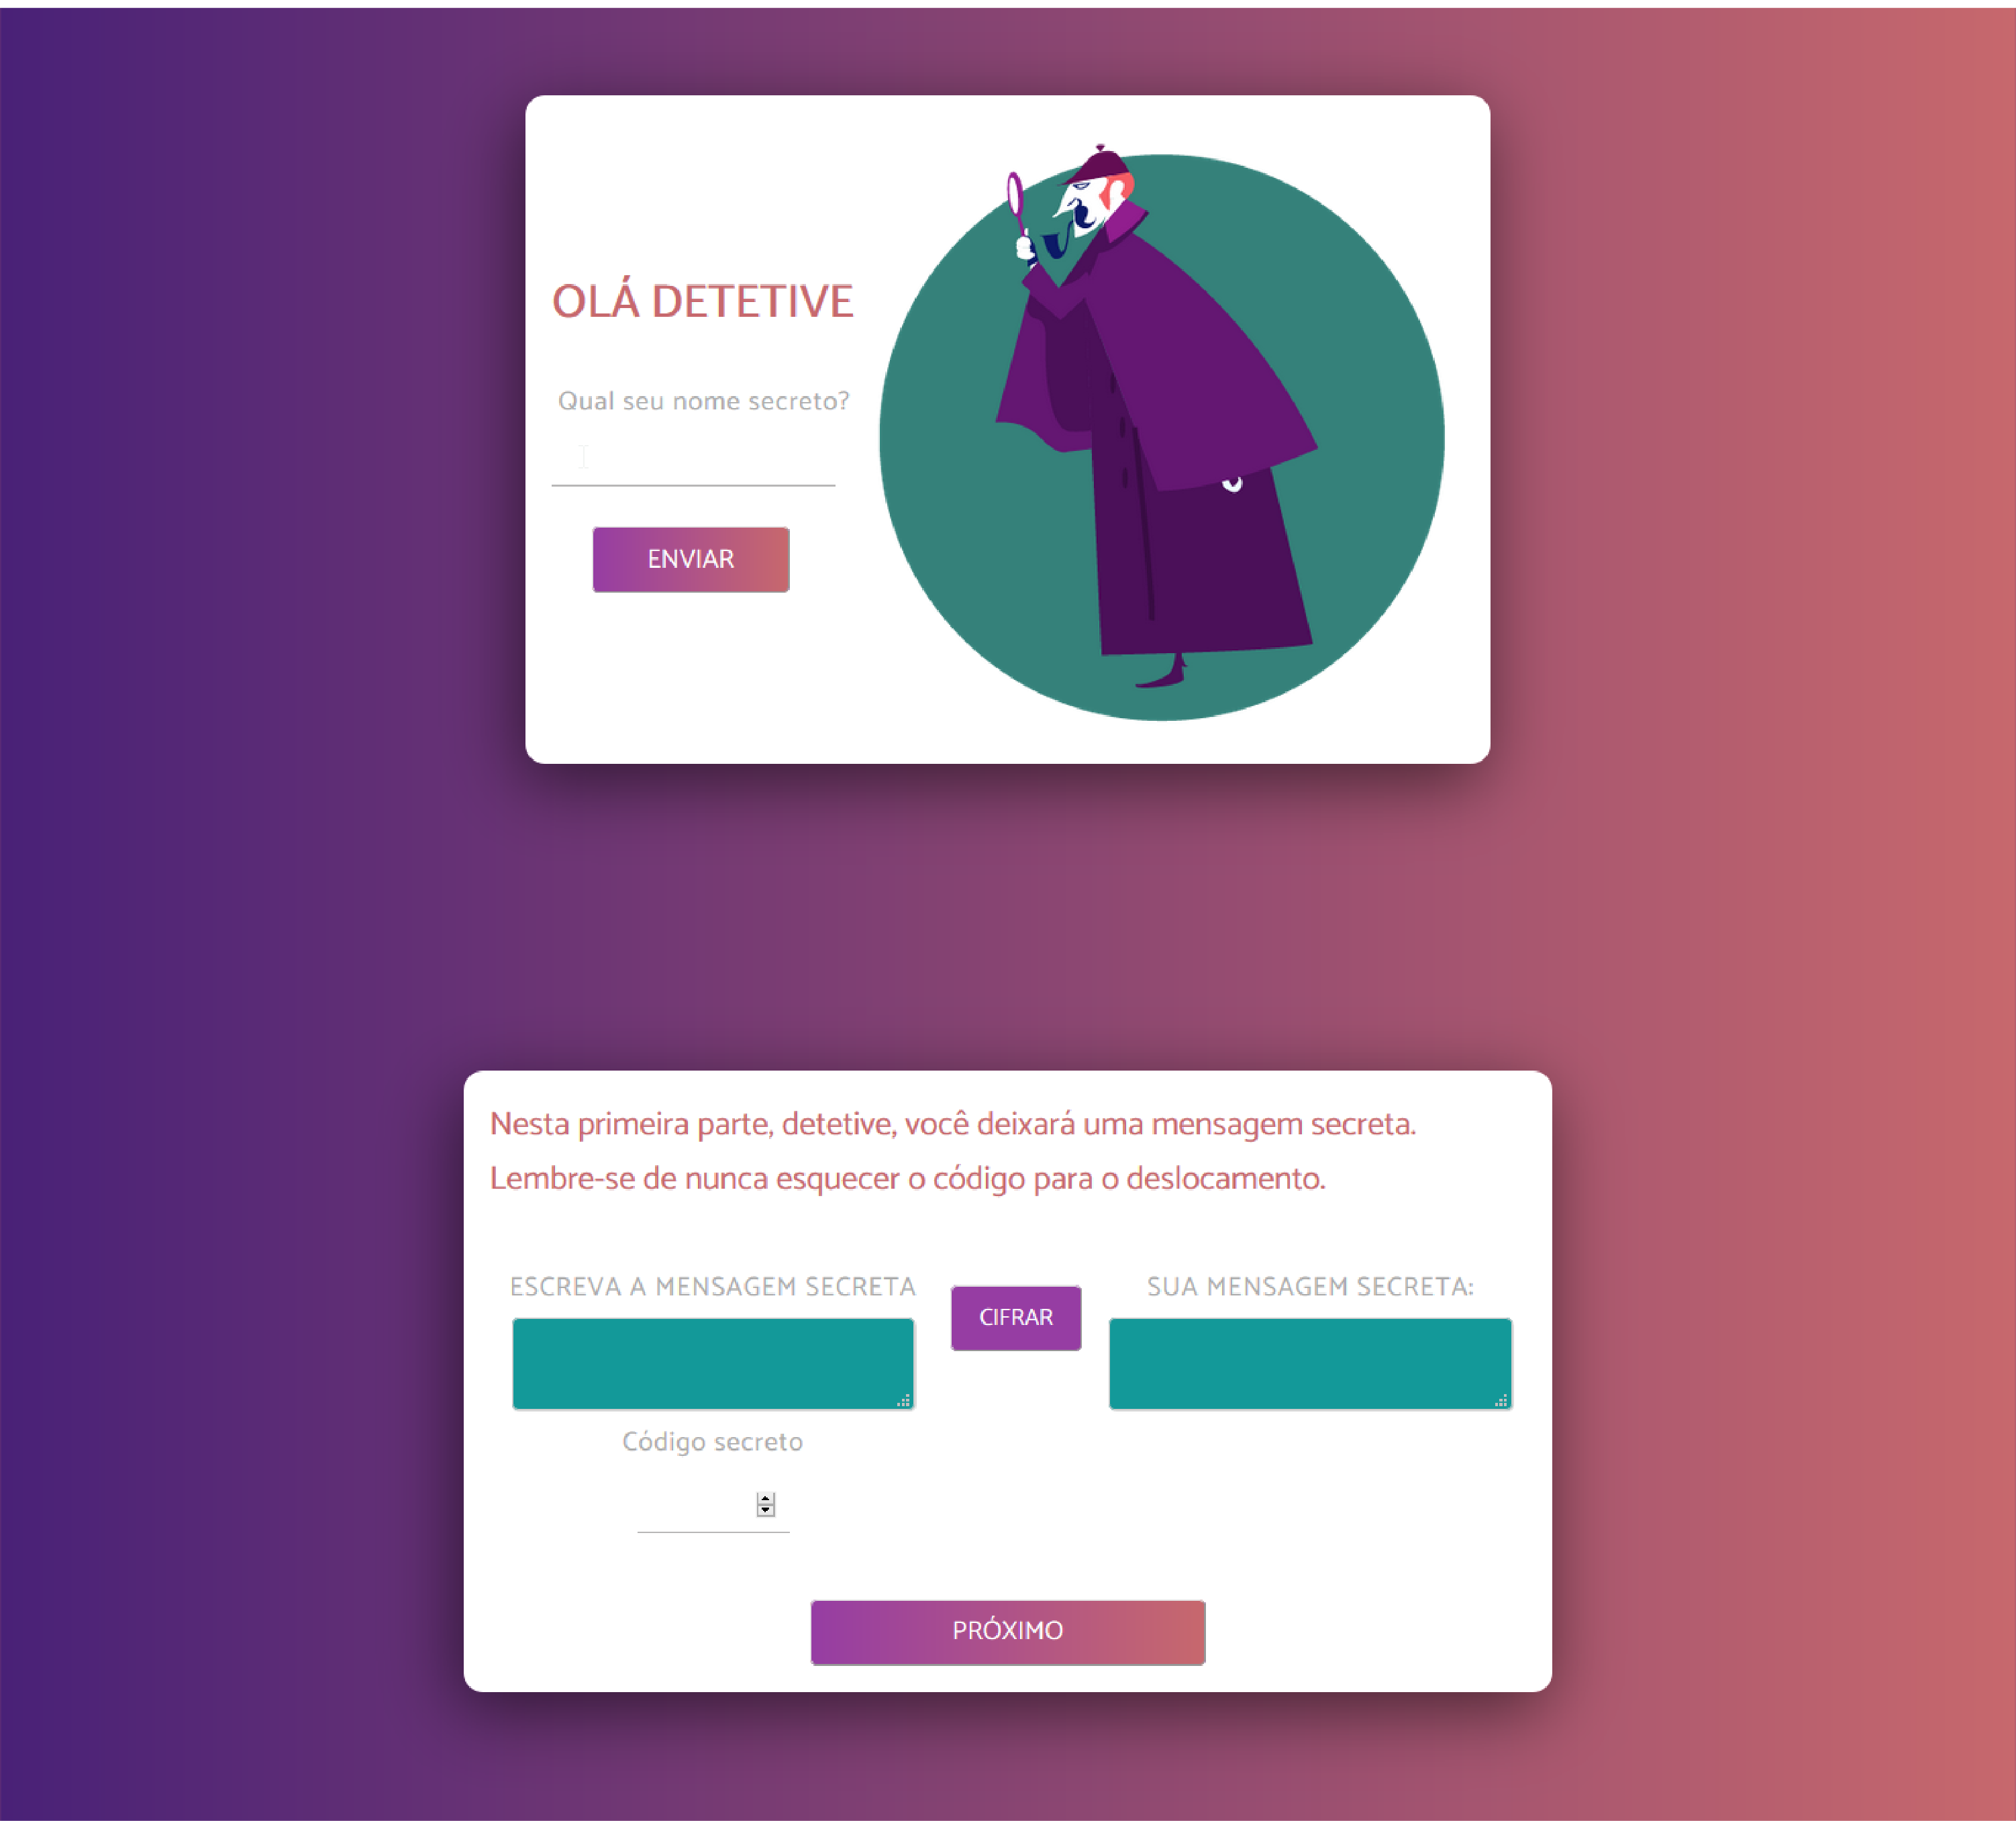 OLÁ DETETIVE
Qual seu nome secreto?
ENVIAR
Nesta primeira parte, detetive, você deixará uma mensagem secreta.
Lembre-se de nunca esquecer o código para o deslocamento.
ESCREVA A MENSAGEM SECRETA
CIFRAR
SUA MENSAGEM SECRETA:
Código secreto
PRÓXIMO